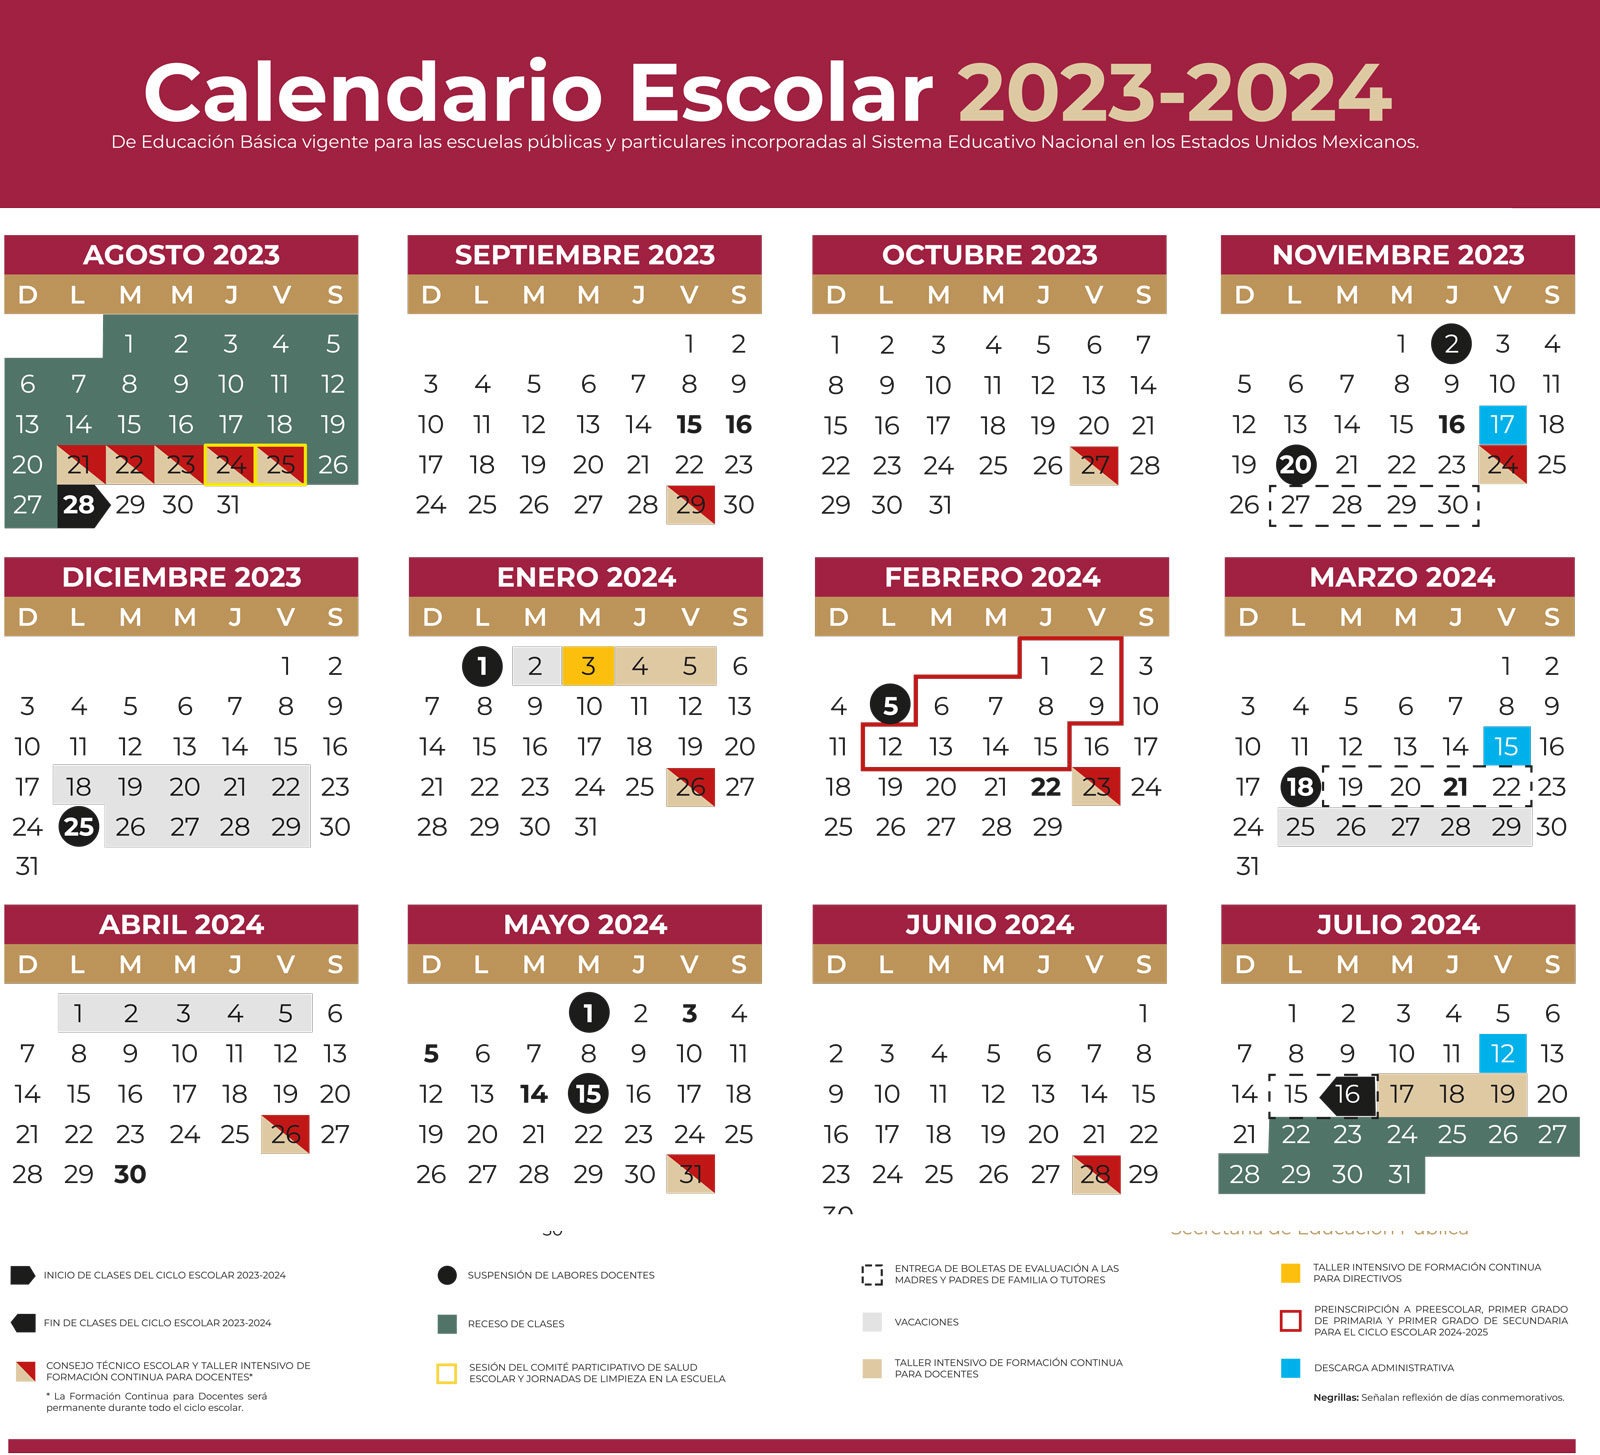 Calendario Escolar 2023-2024
De Educación Básica vigente para las escuelas públicas y particulares incorporadas al Sistema Educativo Nacional en los Estados Unidos Mexicanos.
AGOSTO 2023
D L M M J V S
1 2 3 4 5
6 7 8 9 10 11 12
13 14 15 16 17 18 19
20 21 22 23 24 25 26
27 28 29 30 31
SEPTIEMBRE 2023
D L M M J V S
1 2
3 4 5 6 7 8 9
10 11 12 13 14 15 16
17 18 19 20 21 22 23
24 25 26 27 28 29 30
OCTUBRE 2023
D L M M J V S
1 2 3 4 5 6 7
8 9 10 11 12 13 14
15 16 17 18 19 20 21
22 23 24 25 26 27 28
29 30 31
NOVIEMBRE 2023
D L M M J V S
1 2 3 4
5 6 7 8 9 10 11
12 13 14 15 16 17 18
19 20 21 22 23 24 25
26 27 28 29 30
DICIEMBRE 2023
D L M M J V S
1 2
3 4 5 6 7 8 9
10 11 12 13 14 15 16
17 18 19 20 21 22 23
24 25 26 27 28 29 30
31
ENERO 2024
D L M M J V S
1 2 3 4 5 6
7 8 9 10 11 12 13
14 15 16 17 18 19 20
21 22 23 24 25 26 27
28 29 30 31
FEBRERO 2024
D L M M J V S
1 2 3
4 5 6 7 8 9 10
11 12 13 14 15 16 17
18 19 20 21 22 23 24
25 26 27 28 29
MARZO 2024
D L M M J V S
1 2
3 4 5 6 7 8 9
10 11 12 13 14 15 16
17 18 19 20 21 22 23
24 25 26 27 28 29 30
31
ABRIL 2024
D L M M J V S
1 2 3 4 5 6
7 8 9 10 11 12 13
14 15 16 17 18 19 20
21 22 23 24 25 26 27
28 29 30
MAYO 2024
D L M M J V S
1 2 3 4
5 6 7 8 9 10 11
12 13 14 15 16 17 18
19 20 21 22 23 24 25
26 27 28 29 30 31
JUNIO 2024
D L M M J V S
1
2 3 4 5 6 7 8
9 10 11 12 13 14 15
16 17 18 19 20 21 22
23 24 25 26 27 28 29
30
JULIO 2024
D L M M J V S
1 2 3 4 5 6
7 8 9 10 11 12 13
14 15 16 17 18 19 20
21 22 23 24 25 26 27
28 29 30 31
Secretaría de Educación Pública
INICIO DE CLASES DEL CICLO ESCOLAR 2023-2024
FIN DE CLASES DEL CICLO ESCOLAR 2023-2024
CONSEJO TÉCNICO ESCOLAR Y TALLER INTENSIVO DE
FORMACIÓN CONTINUA PARA DOCENTES*
* La Formación Continua para Docentes será
permanente durante todo el ciclo escolar.
SUSPENSIÓN DE LABORES DOCENTES
RECESO DE CLASES
SESIÓN DEL COMITÉ PARTICIPATIVO DE SALUD
ESCOLAR Y JORNADAS DE LIMPIEZA EN LA ESCUELA
ENTREGA DE BOLETAS DE EVALUACIÓN A LAS
MADRES Y PADRES DE FAMILIA O TUTORES
VACACIONES
TALLER INTENSIVO DE FORMACIÓN CONTINUA
PARA DOCENTES
TALLER INTENSIVO DE FORMACIÓN CONTINUA
PARA DIRECTIVOS
PREINSCRIPCIÓN A PREESCOLAR, PRIMER GRADO
DE PRIMARIA Y PRIMER GRADO DE SECUNDARIA
PARA EL CICLO ESCOLAR 2024-2025
DESCARGA ADMINISTRATIVA
Negrillas: Señalan reflexión de días conmemorativos.